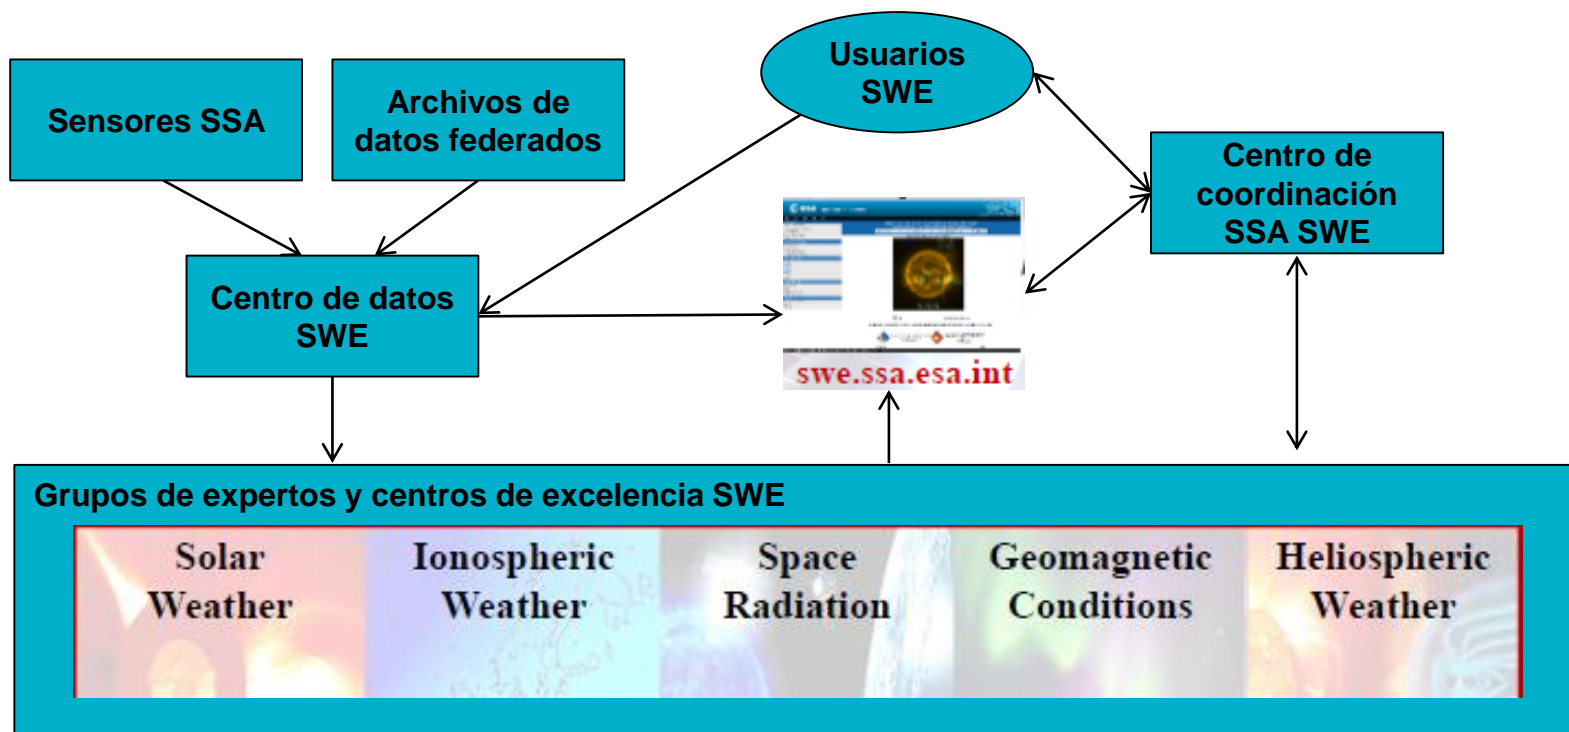 Usuarios
SWE
Sensores SSA
Archivos de
datos federados
Centro de
coordinación
SSA SWE
esa
Centro de datos
SWE
swe.ssa.esa.int
Grupos de expertos y centros de excelencia SWE
Solar
Weather
Ionospheric
Weather
Space
Radiation
Geomagnetic
Conditions
Heliospheric
Weather